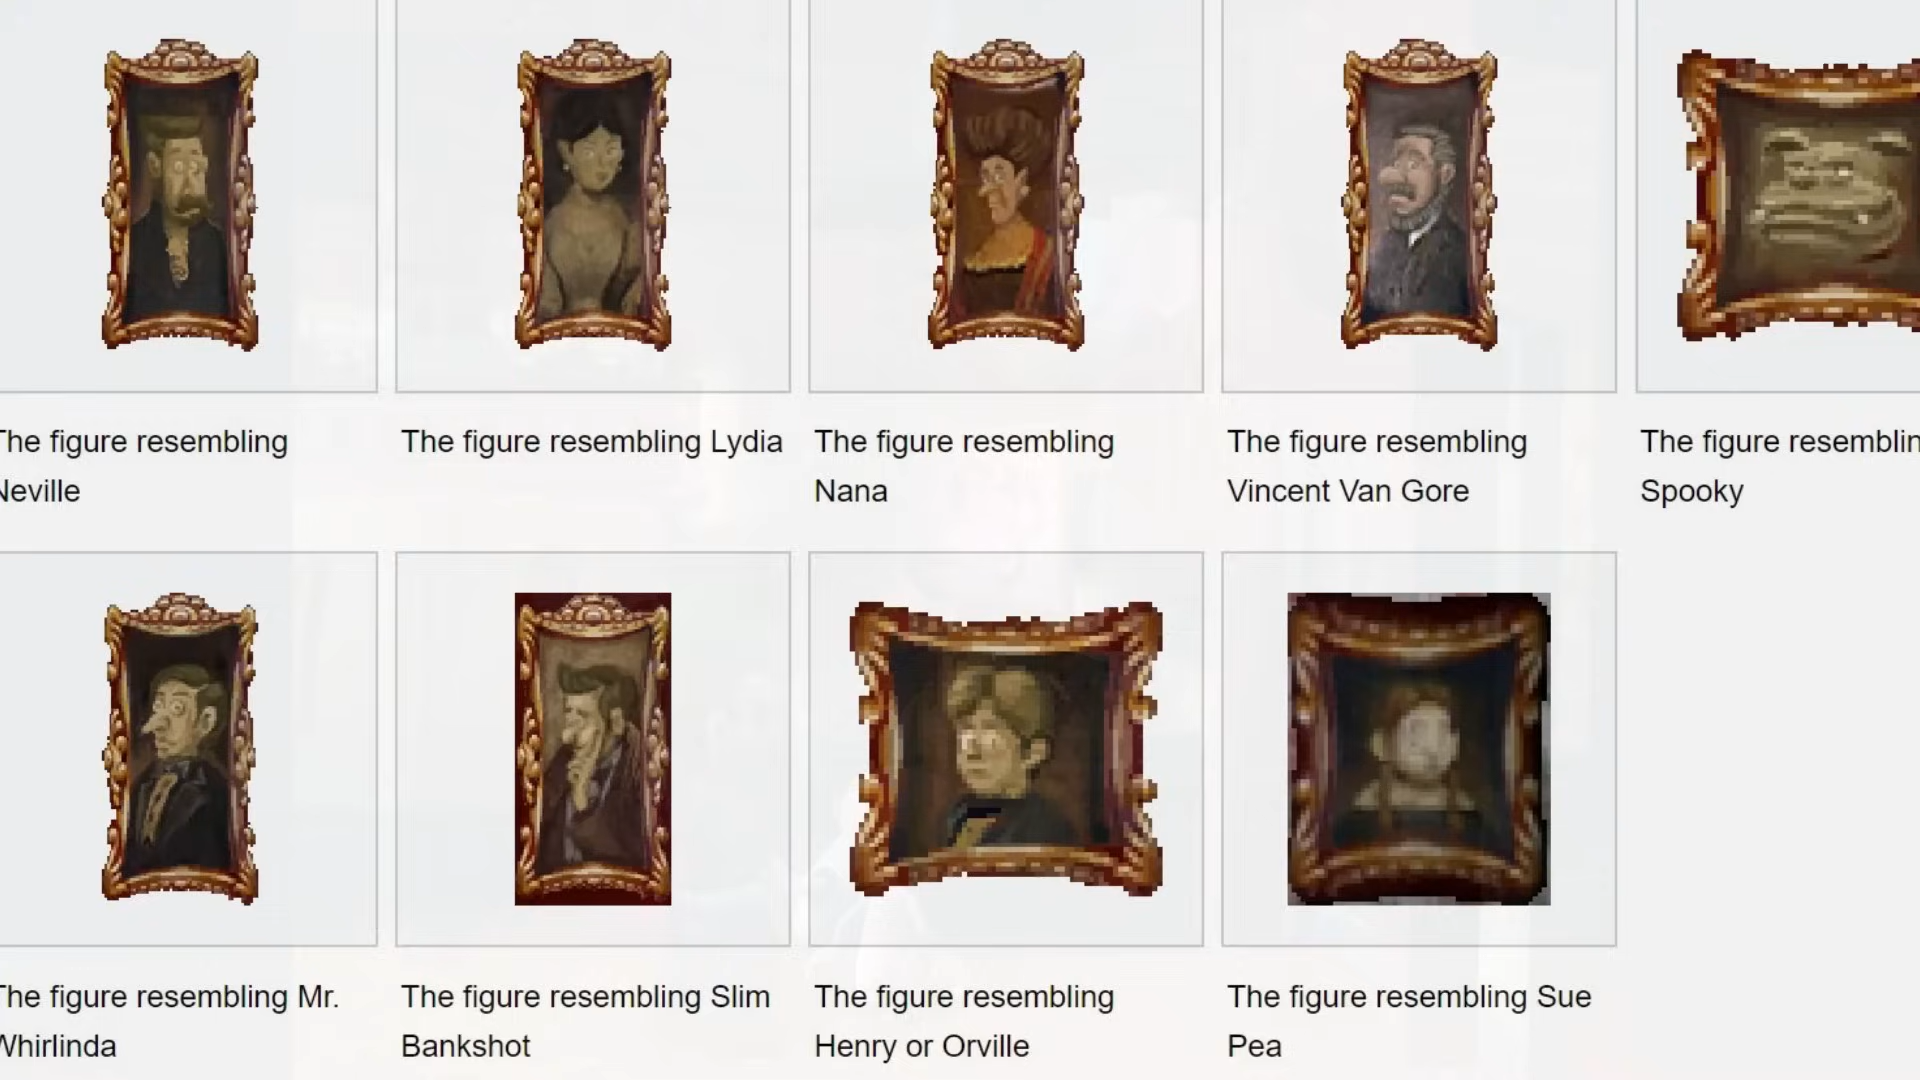 The figure resembling
Neville
The figure resembling Lydia
The figure resembling
Nana
The figure resembling
Vincent Van Gore
The figure resemblin
Spooky
The figure resembling Mr.
Whirlinda
The figure resembling Slim
Bankshot
The figure resembling
Henry or Orville
The figure resembling Sue
Pea